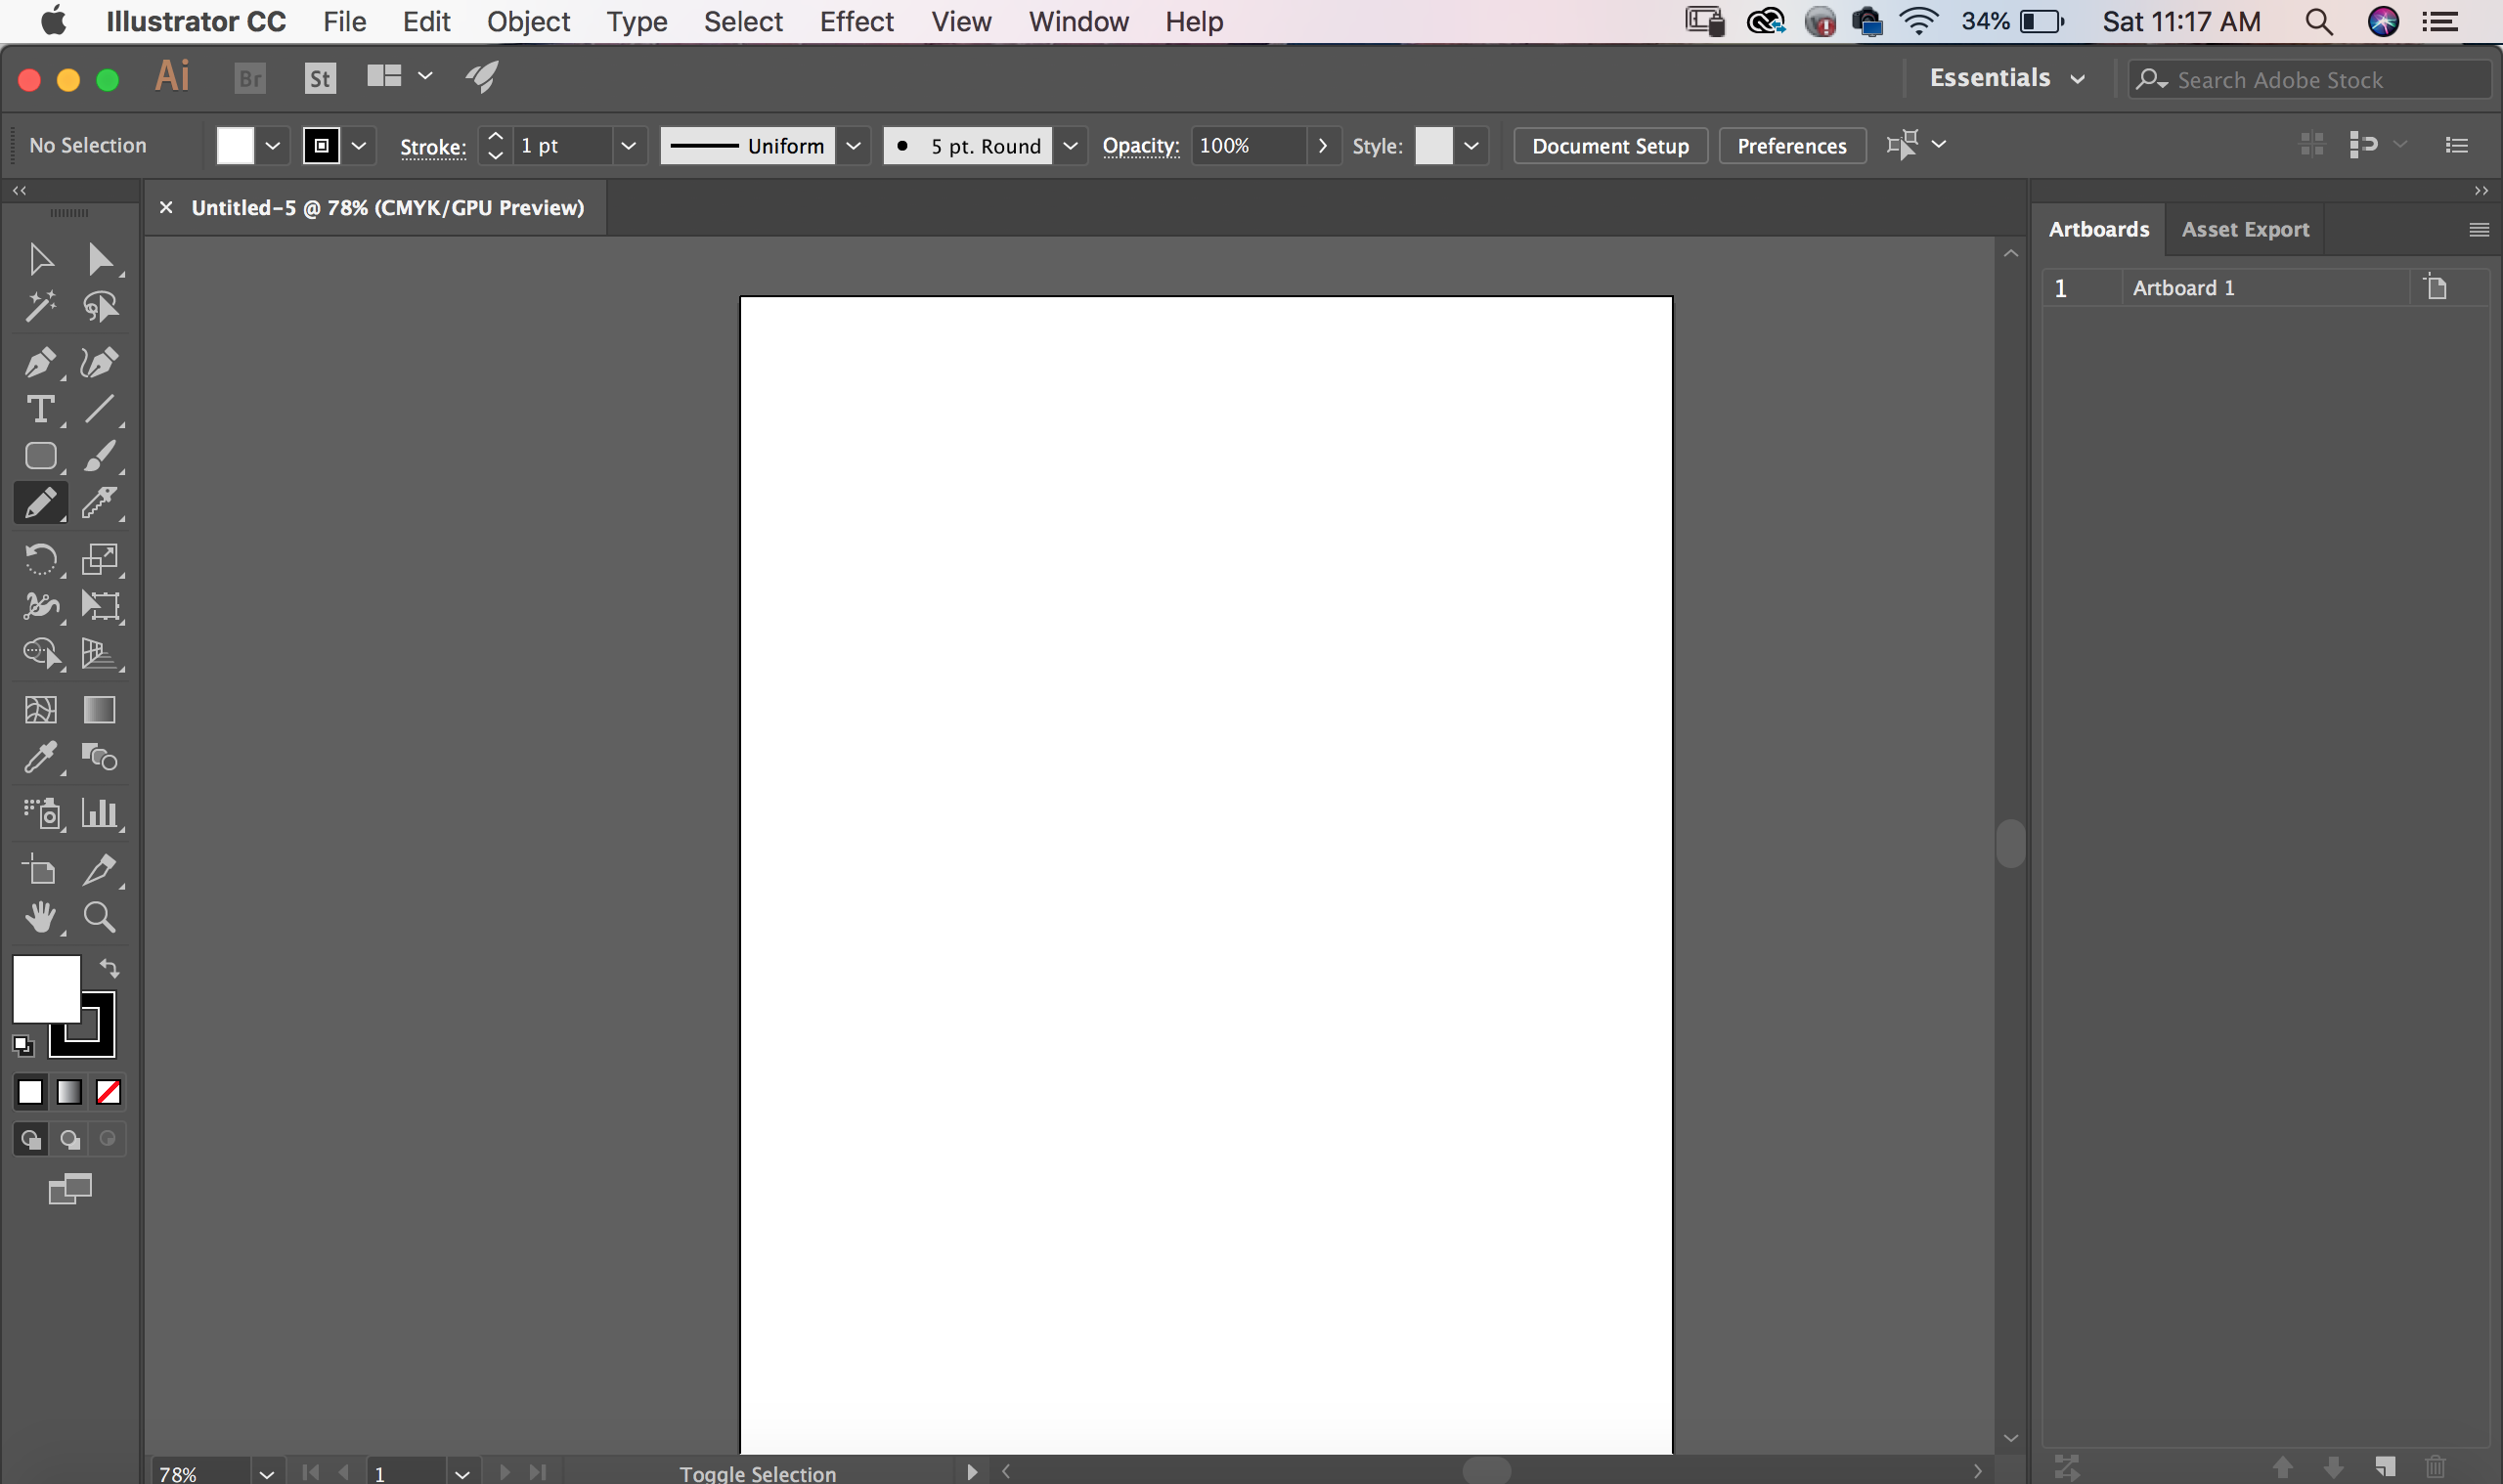 Illustrator CC File Edit Object Type Select Effect View Window Help 34% Sat 11:17 AM
Ai Br St Essentials Search Adobe Stock
No Selection Stroke: 1 pt Uniform 5 pt. Round Opacity: 100% Style: Document Setup Preferences
Untitled-5 @ 78% (CMYK/GPU Preview)
Artboards Asset Export
1 Artboard 1
78% 1 Toggle Selection